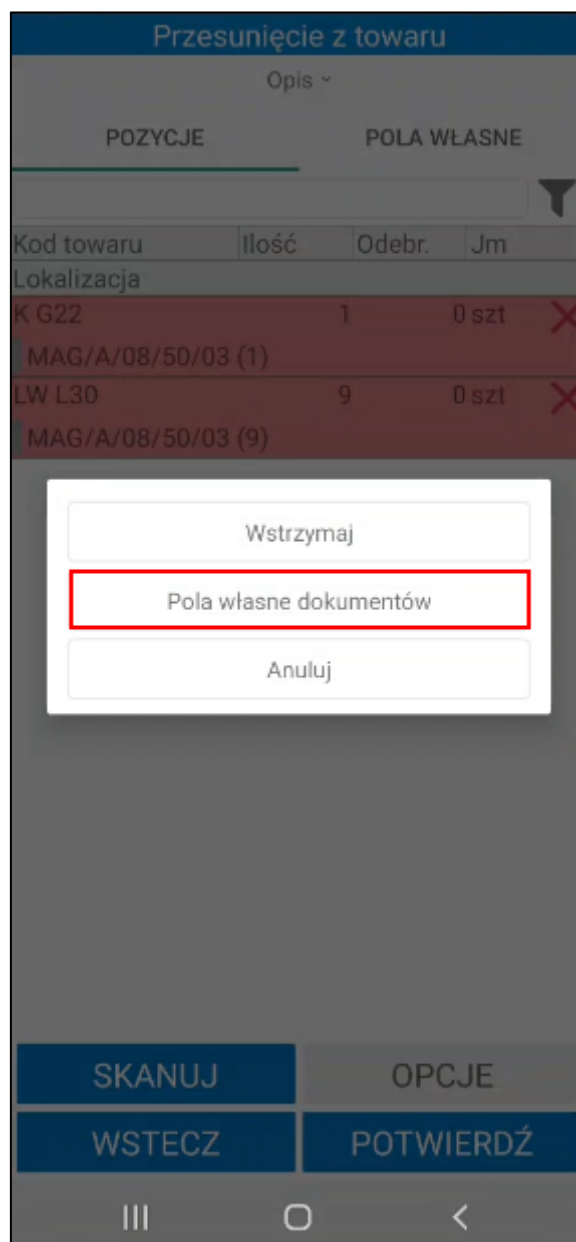 Przesunięcie z towaru
Opis
POZYCJE POLA WŁASNE
Kod towaru Ilość Odebr. Jm
Lokalizacja
K G22 1 0 szt
MAG/A/08/50/03 (1)
LW L30 9 0 szt
MAG/A/08/50/03 (9)
Wstrzymaj
Pola własne dokumentów
Anuluj
SKANUJ OPCJE
WSTECZ POTWIERDŹ